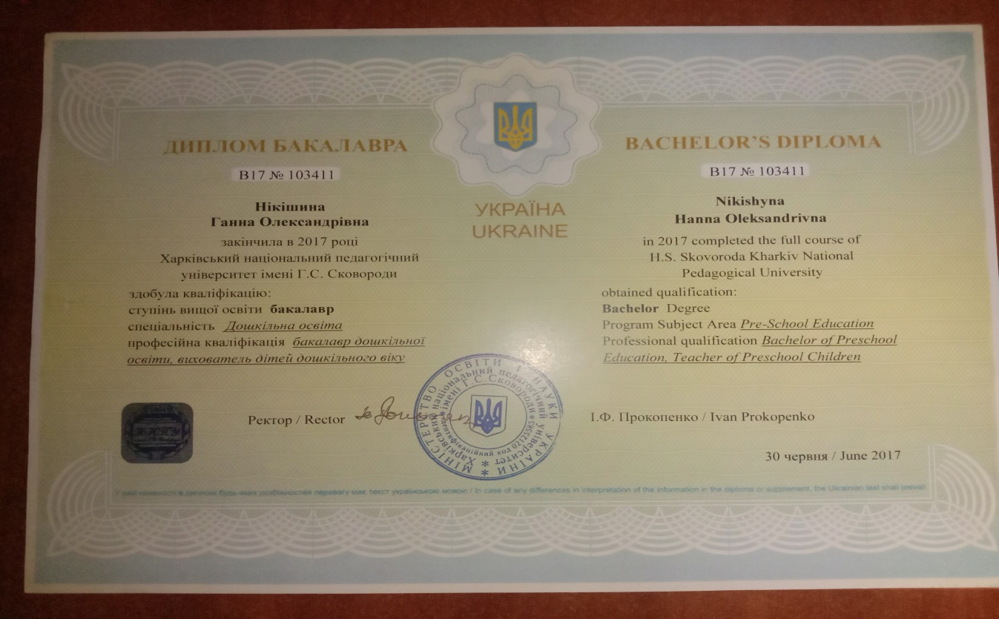 ДИПЛОМ БАКАЛАВРА
В17 № 103411
Нікішина
Ганна Олександрівна
закінчила в 2017 році
Харківський національний педагогічний
університет імені Г.С. Сковороди
здобула кваліфікацію:
ступінь вищої освіти бакалавр
спеціальність Дошкільна освіта
професійна кваліфікація бакалавр дошкільної
освіти, вихователь дітей дошкільного віку
УКРАЇНА
UKRAINE
BACHELOR'S DIPLOMA
B17 № 103411
Nikishyna
Hanna Oleksandrivna
in 2017 completed the full course of
H.S. Skovoroda Kharkiv National
Pedagogical University
obtained qualification:
Bachelor Degree
Program Subject Area Pre-School Education
Professional qualification Bachelor of Preschool
Education, Teacher of Preschool Children
Ректор / Rector
І.Ф. Прокопенко / Ivan Prokopenko
МІНІСТЕРСТВО ОСВІТИ І НАУКИ УКРАЇНИ
Харківський національний педагогічний університет
імені Г.С.Сковороди
ідентифікаційний код 02125585
30 червня / June 2017
У разі наявності в дипломі будь-яких розбіжностей перевагу має текст українською мовою / In case of any differences in interpretation of the information in the diploma or supplement, the Ukrainian text shall prevail